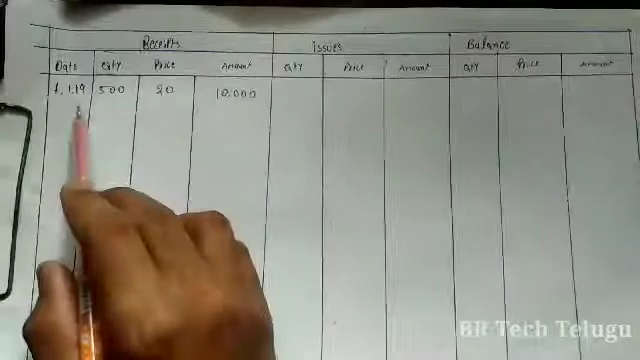 Receipts Issues Balance
Date Qty Price Amount QTY Price Amount QTY Price Amount
1.1.19 500 20 10,000
BR Tech Telugu